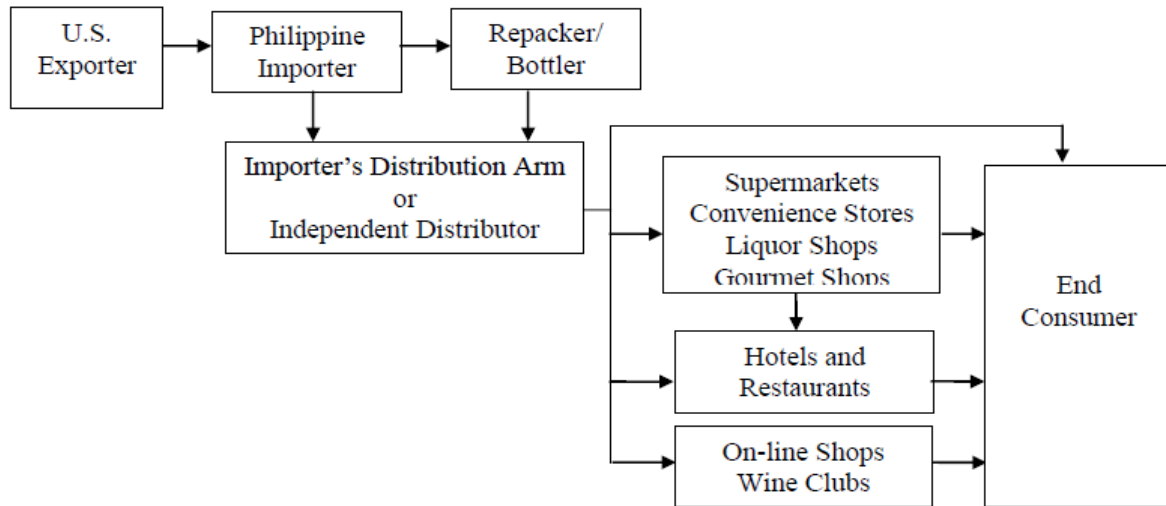 U.S.
Exporter
Philippine
Importer
Repacker/
Bottler
Importer's Distribution Arm
or
Independent Distributor
Supermarkets
Convenience Stores
Liquor Shops
Gourmet Shops
Hotels and
Restaurants
On-line Shops
Wine Clubs
End
Consumer